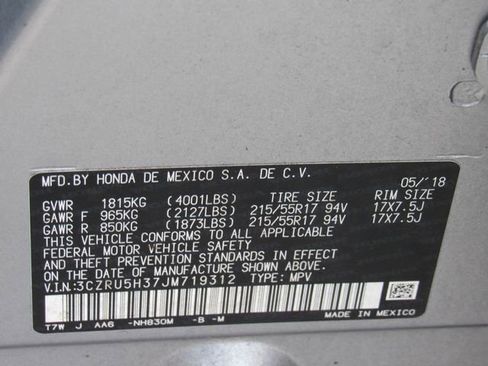 MFD.BY HONDA DE MEXICO S.A. DE C.V. 05/'18
GVWR 1815KG (4001LBS) TIRE SIZE RIM SIZE
GAWR F 965KG (2127LBS) 215/55R17 94V 17X7.5J
GAWR R 850KG (1873LBS) 215/55R17 94V 17X7.5J
THIS VEHICLE CONFORMS TO ALL APPLICABLE
FEDERAL MOTOR VEHICLE SAFETY
AND THEFT PREVENTION STANDARDS IN EFFECT
ON THE DATE OF MANUFACTURE SHOWN ABOVE.
V.I.N:3CZRU5H37JM719312 TYPE: MPV
T7W J AA6 -NH830M -B -M
MADE IN MEXICO